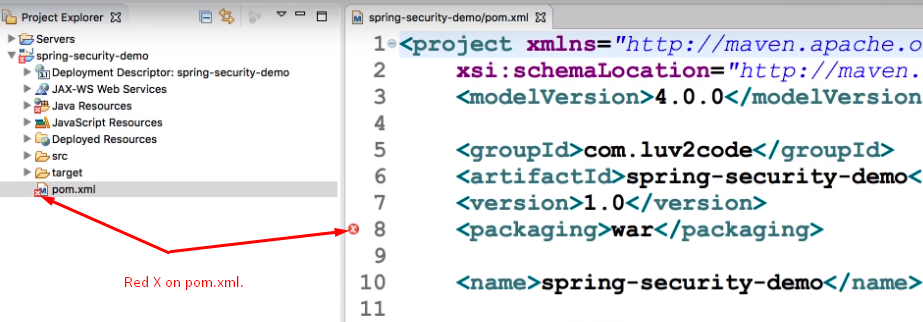 Project Explorer
Servers
spring-security-demo
Deployment Descriptor: spring-security-demo
JAX-WS Web Services
Java Resources
JavaScript Resources
Deployed Resources
src
target
pom.xml
Red X on pom.xml.
spring-security-demo/pom.xml
1 <project xmlns="http://maven.apache.o
2 xsi:schemaLocation="http://maven.
3 <modelVersion>4.0.0</modelVersion
4
5 <groupId>com.luv2code</groupId>
6 <artifactId>spring-security-demo<
7 <version>1.0</version>
8 <packaging>war</packaging>
9
10 <name>spring-security-demo</name>
11